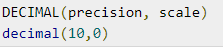 DECIMAL(precision, scale)
decimal(10,0)